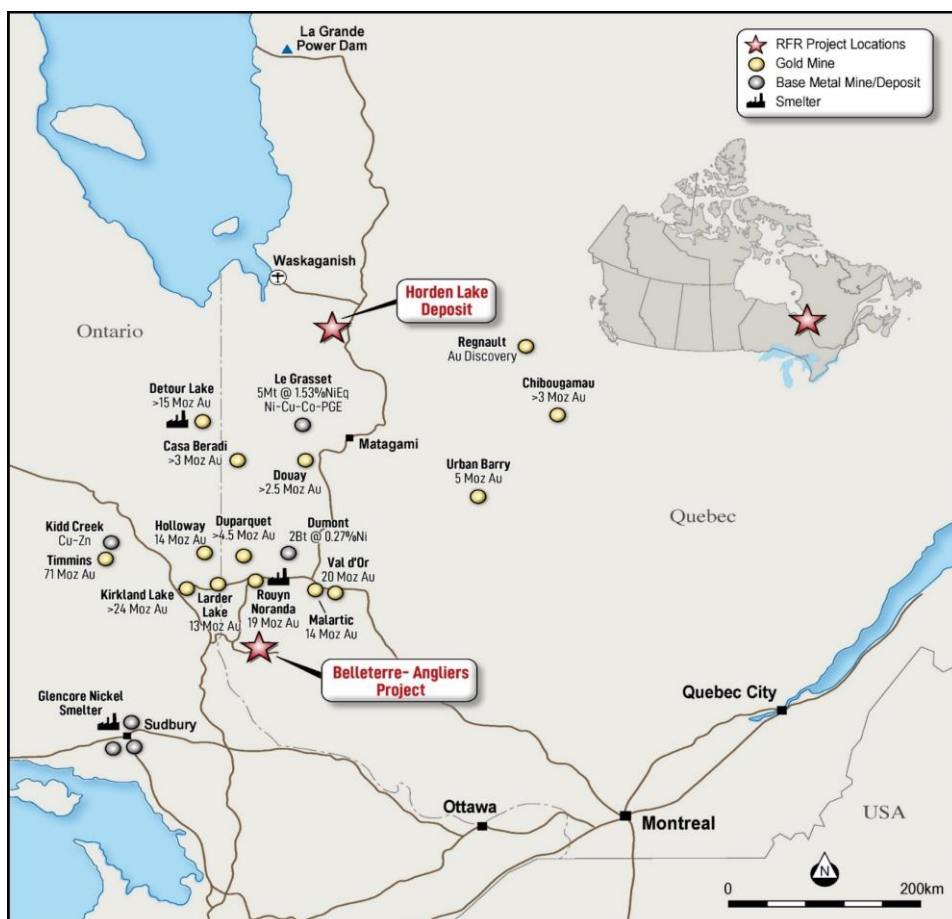 La Grande
Power Dam
RFR Project Locations
Gold Mine
Base Metal Mine/Deposit
Smelter
Waskaganish
Horden Lake
Deposit
Ontario
Regnault
Au Discovery
Detour Lake
>15 Moz Au
Le Grasset
5Mt @ 1.53%NiEq
Ni-Cu-Co-PGE
Chibougamau
>3 Moz Au
Matagami
Casa Beradi
>3 Moz Au
Douay
>2.5 Moz Au
Urban Barry
5 Moz Au
Quebec
Kidd Creek
Cu-Zn
Timmins
71 Moz Au
Holloway
14 Moz Au
Duparquet
>4.5 Moz Au
Dumont
2Bt @ 0.27%Ni
Val d'Or
20 Moz Au
Kirkland Lake
>24 Moz Au
Larder
Lake
13 Moz Au
Rouyn
Noranda
19 Moz Au
Malartic
14 Moz Au
Belleterre- Angliers
Project
Glencore Nickel
Smelter
Sudbury
Quebec City
Ottawa
Montreal
USA
N
0
200km